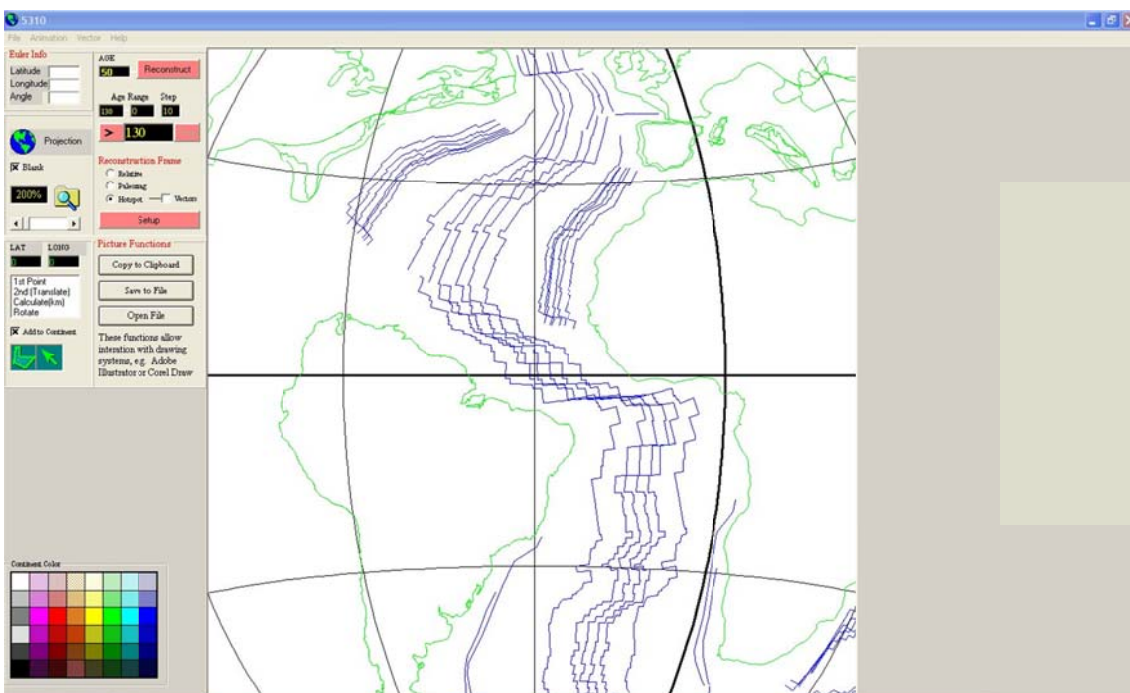 5310
File Animation Vector Help
Euler Info
Latitude
Longitude
Angle
AGE
50 Reconstruct
Age Range Step
130 0 10
> 130
Projection
Blank
200%
Reconstruction Frame
Relative
Paleomag
Hotspot Vectors
Setup
LAT LONG
0 0
1st Point
2nd (Translate)
Calculate(km)
Rotate
Add to Continent
Picture Functions
Copy to Clipboard
Save to File
Open File
These functions allow
interation with drawing
systems, e.g. Adobe
Illustrator or Corel Draw
Continent Color